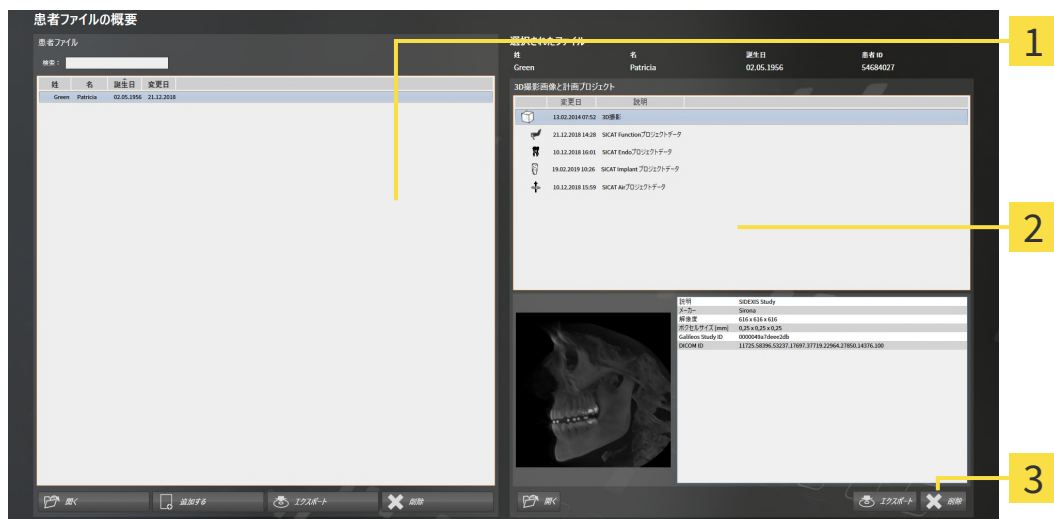 患者ファイルの概要
患者ファイル
検索：
姓 名 誕生日 変更日
Green Patricia 02.05.1956 21.12.2018
開く 追加する エクスポート 削除
選択されたファイル
姓 名 誕生日 患者 ID
Green Patricia 02.05.1956 54684027
3D撮影画像と計画プロジェクト
変更日 説明
13.02.2014 07:52 3D撮影
21.12.2018 14:28 SICAT Functionプロジェクトデータ
10.12.2018 16:01 SICAT Endoプロジェクトデータ
19.02.2019 10:26 SICAT Implant プロジェクトデータ
10.12.2018 15:59 SICAT Airプロジェクトデータ
説明 SIDEXIS Study
メーカー Sirona
解像度 616 x 616 x 616
ボクセルサイズ [mm] 0,25 x 0,25 x 0,25
Galileos Study ID 0000049a7deee2db
DICOM ID 11725.58396.53237.17697.37719.22964.27850.14376.100
開く エクスポート 削除
1
2
3